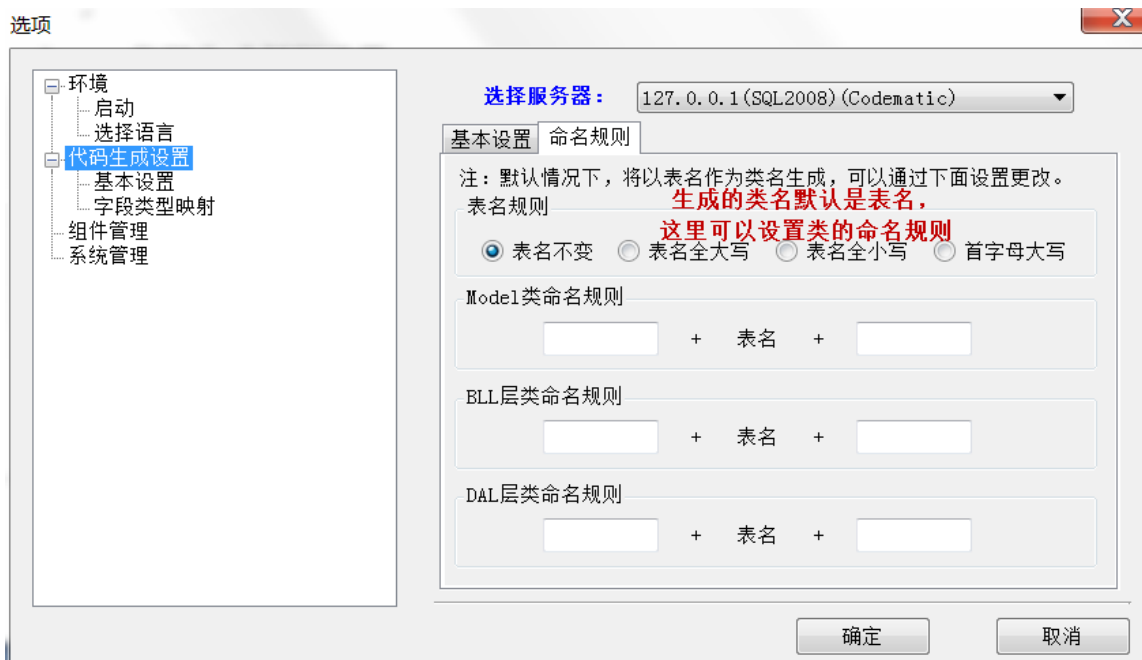 选项
环境
启动
选择语言
代码生成设置
基本设置
字段类型映射
组件管理
系统管理
选择服务器：
127.0.0.1(SQL2008)(Codematic)
基本设置 命名规则
注：默认情况下，将以表名作为类名生成，可以通过下面设置更改。
生成的类名默认是表名，
表名规则
这里可以设置类的命名规则
表名不变 表名全大写 表名全小写 首字母大写
Model类命名规则
+ 表名 +
BLL层类命名规则
+ 表名 +
DAL层类命名规则
+ 表名 +
确定 取消